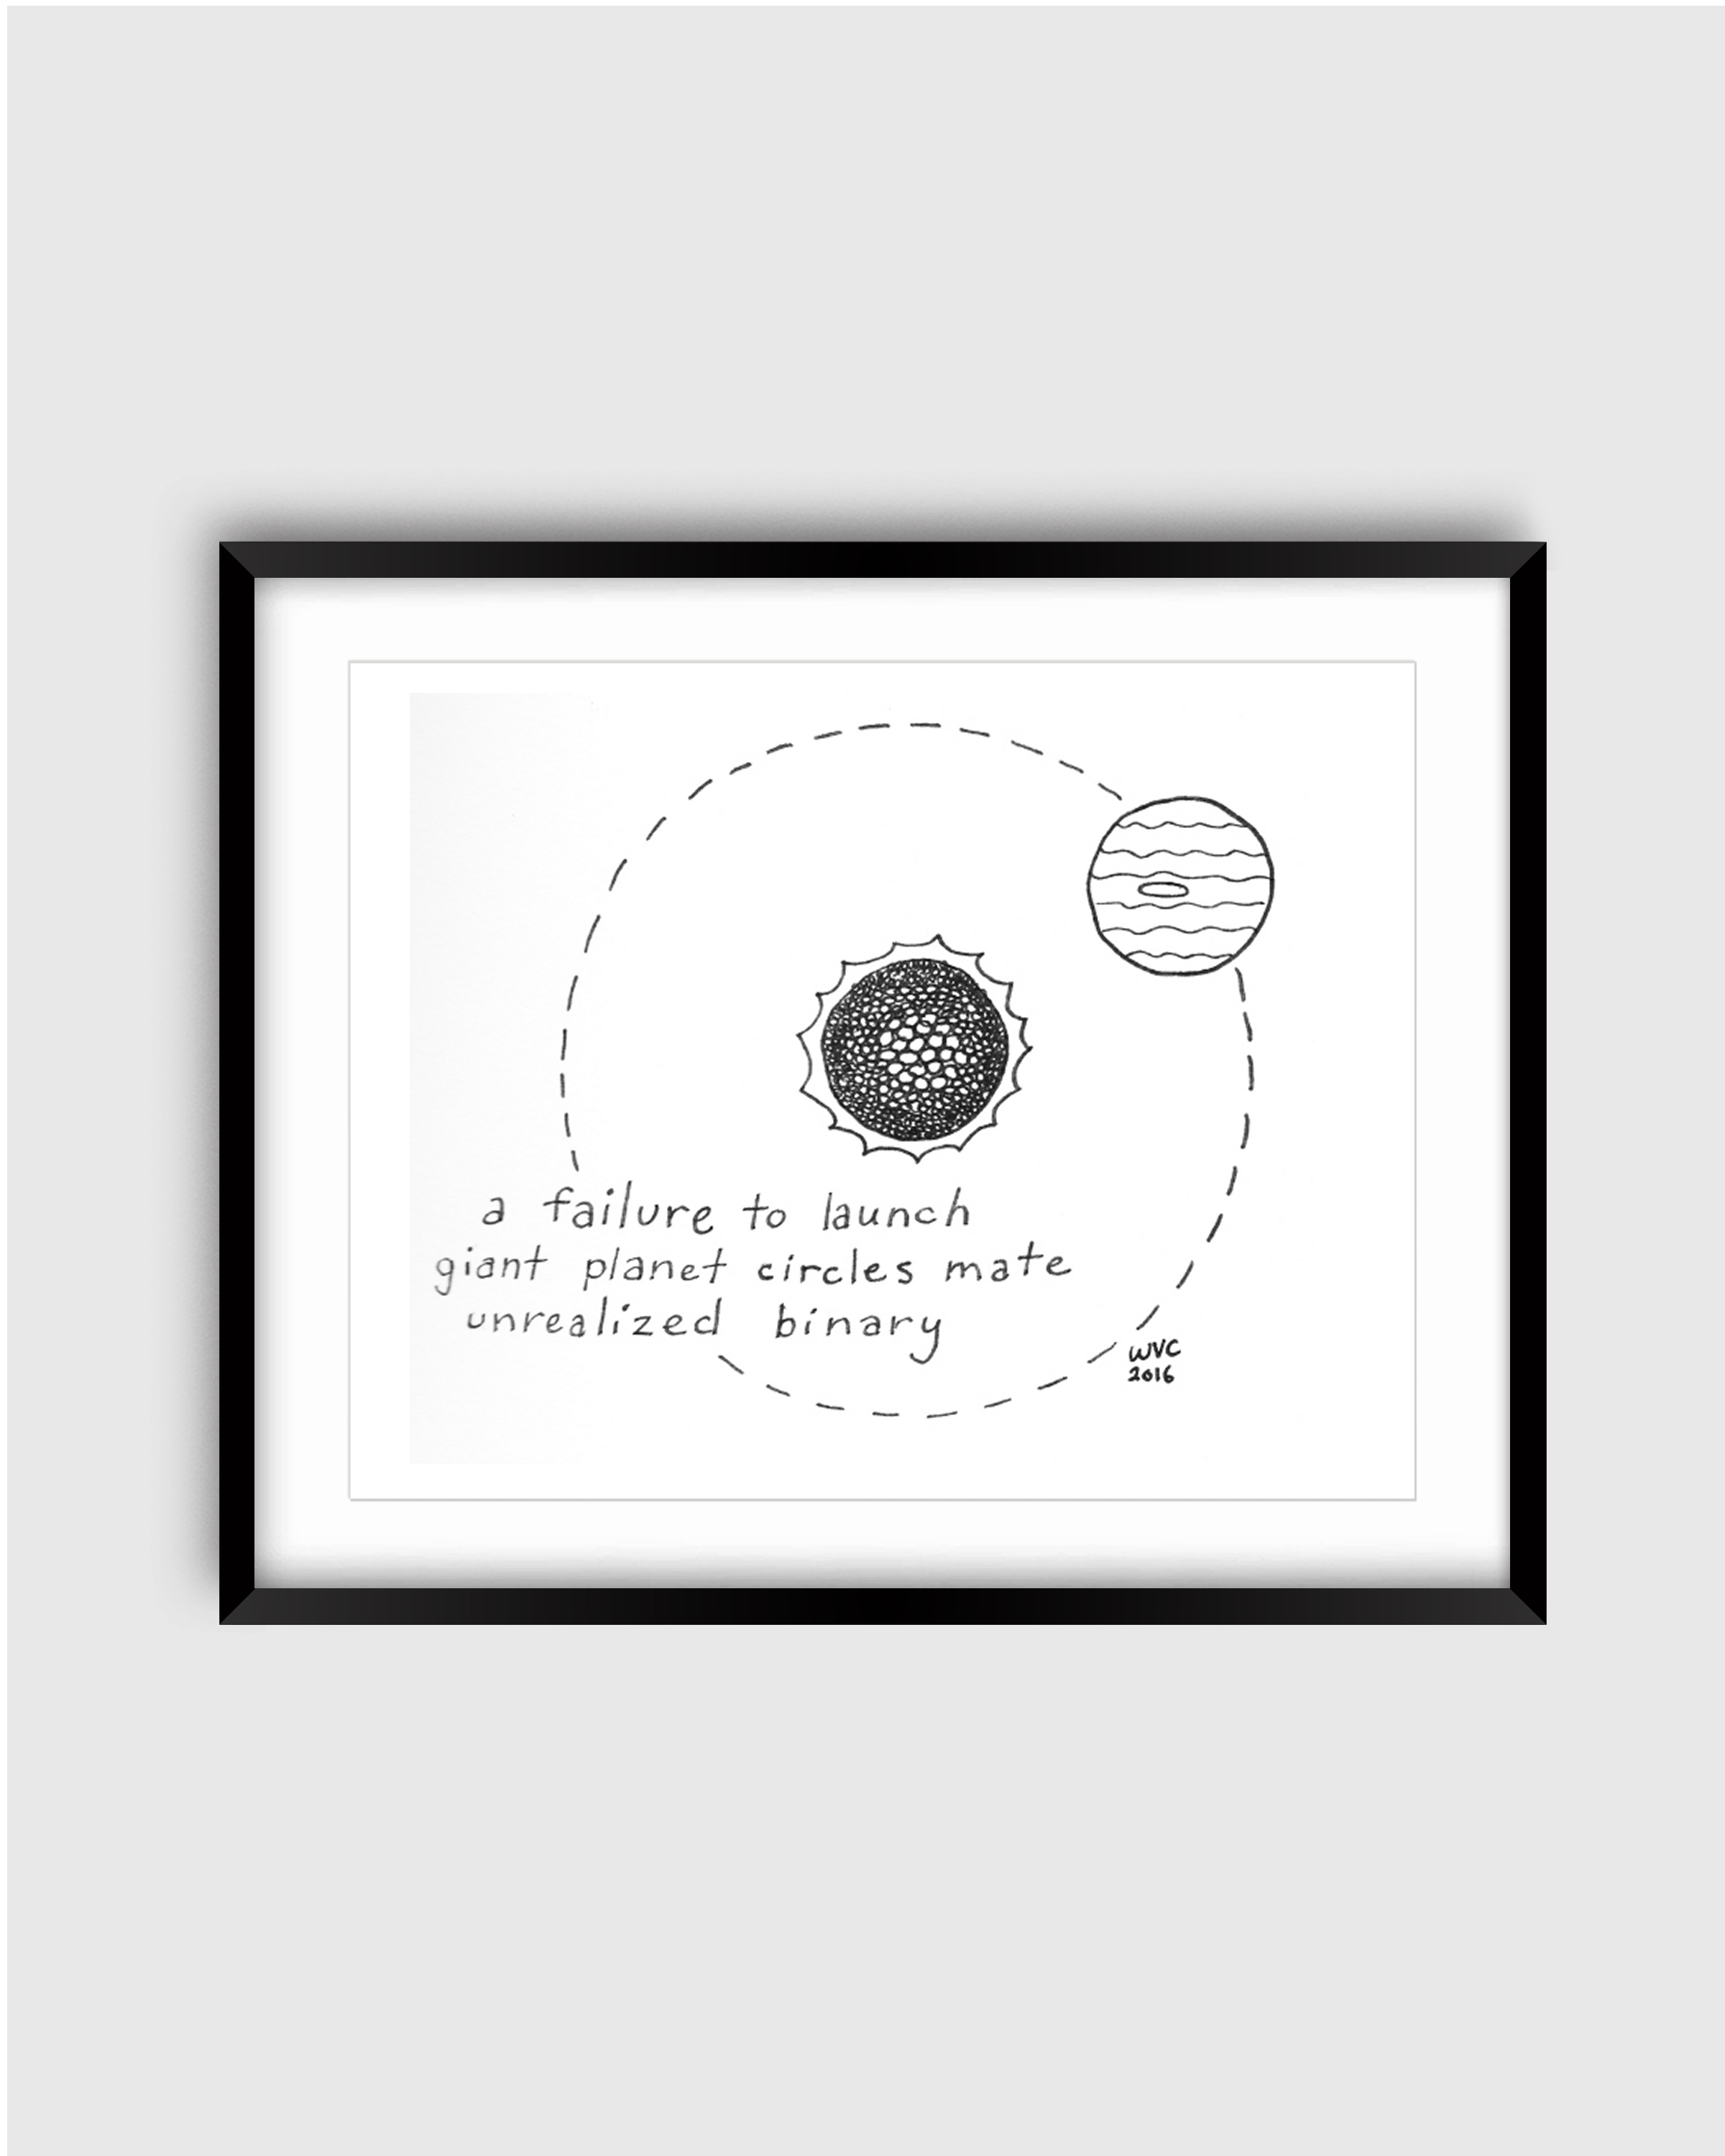 a failure to launch
giant planet circles mate
unrealized binary
WVC
2016